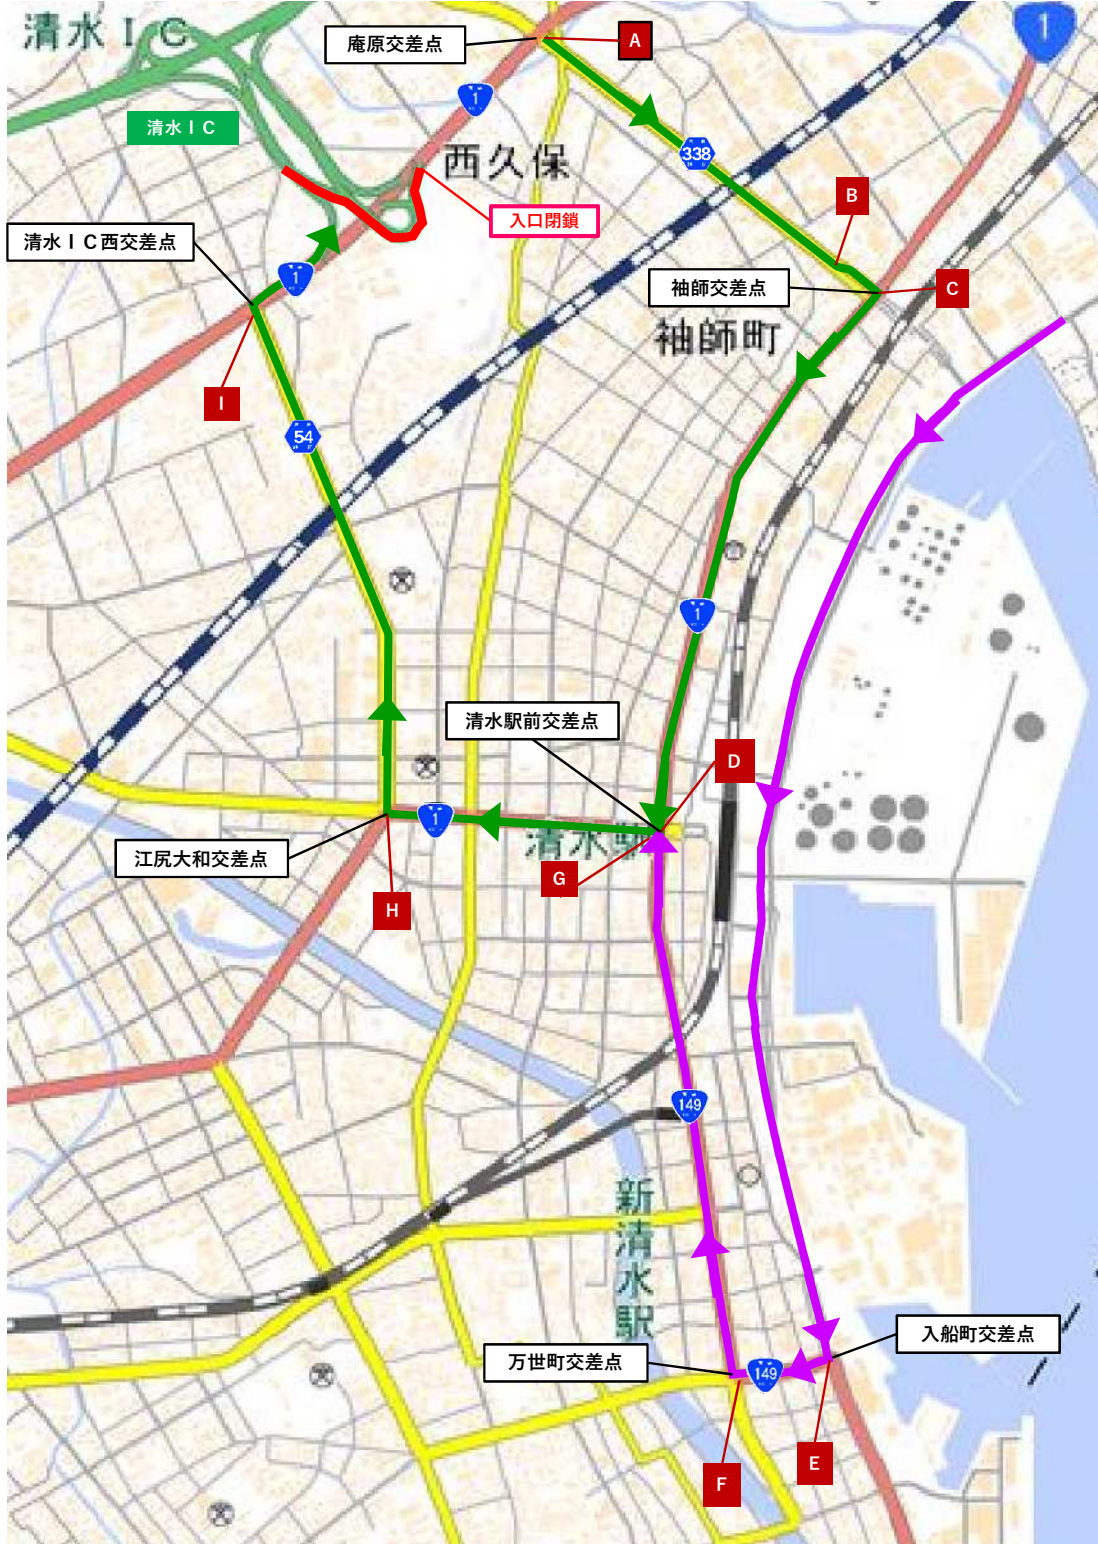 清水ＩＣ
庵原交差点
A
1
1
清水ＩＣ
338
西久保
B
入口閉鎖
清水ＩＣ西交差点
1
袖師交差点
C
袖師町
I
54
1
清水駅前交差点
D
1
清水駅
江尻大和交差点
G
H
149
新清水駅
入船町交差点
万世町交差点
149
E
F